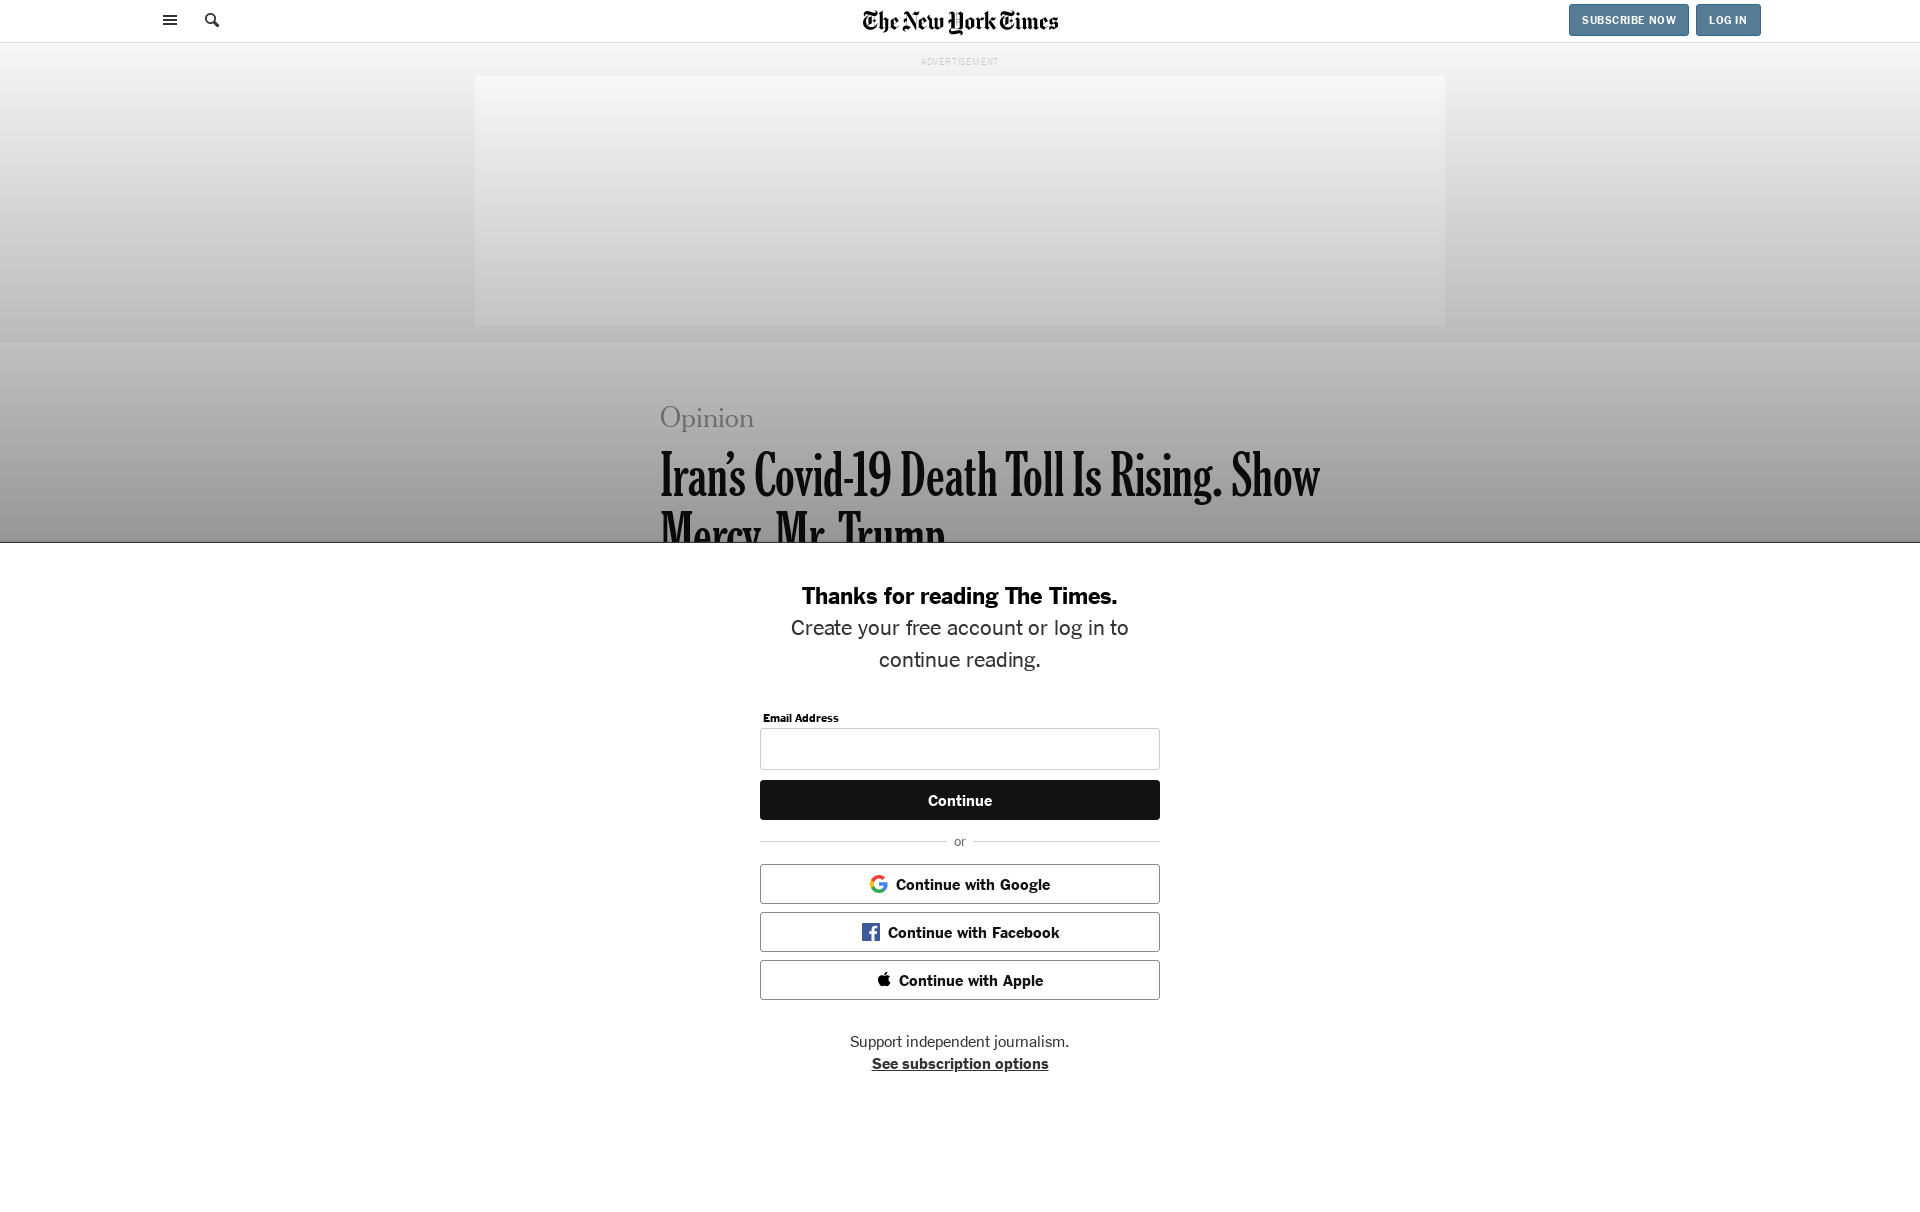 The New York Times
SUBSCRIBE NOW
LOG IN
ADVERTISEMENT
Opinion
Iran’s Covid-19 Death Toll Is Rising. Show
Mercy, Mr. Trump.
Thanks for reading The Times.
Create your free account or log in to
continue reading.
Email Address
Continue
or
Continue with Google
Continue with Facebook
Continue with Apple
Support independent journalism.
See subscription options